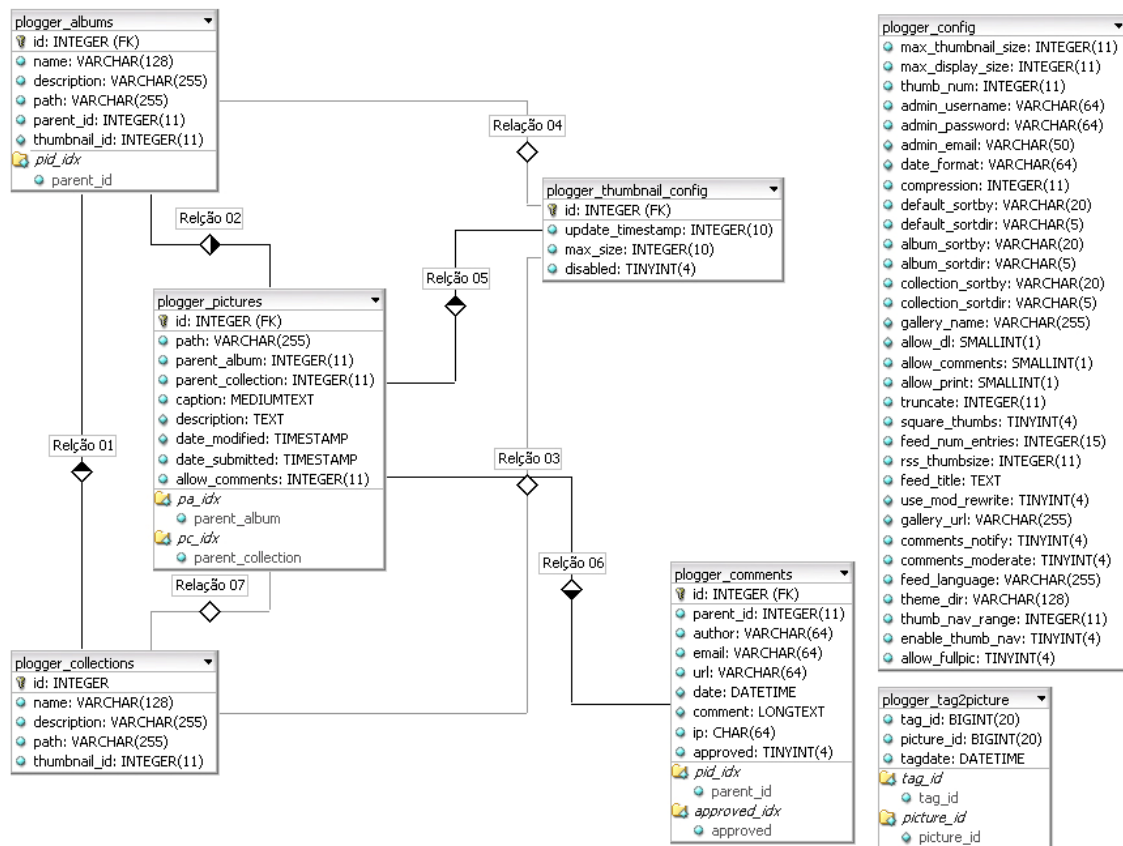 plogger_albums
id: INTEGER (FK)
name: VARCHAR(128)
description: VARCHAR(255)
path: VARCHAR(255)
parent_id: INTEGER(11)
thumbnail_id: INTEGER(11)
pid_idx
parent_id
Relação 04
Relção 02
plogger_thumbnail_config
id: INTEGER (FK)
update_timestamp: INTEGER(10)
max_size: INTEGER(10)
disabled: TINYINT(4)
Relção 05
plogger_pictures
id: INTEGER (FK)
path: VARCHAR(255)
parent_album: INTEGER(11)
parent_collection: INTEGER(11)
caption: MEDIUMTEXT
description: TEXT
date_modified: TIMESTAMP
date_submitted: TIMESTAMP
allow_comments: INTEGER(11)
pa_idx
parent_album
pc_idx
parent_collection
Relção 01
Relção 03
Relção 06
Relação 07
plogger_collections
id: INTEGER
name: VARCHAR(128)
description: VARCHAR(255)
path: VARCHAR(255)
thumbnail_id: INTEGER(11)
plogger_comments
id: INTEGER (FK)
parent_id: INTEGER(11)
author: VARCHAR(64)
email: VARCHAR(64)
url: VARCHAR(64)
date: DATETIME
comment: LONGTEXT
ip: CHAR(64)
approved: TINYINT(4)
pid_idx
parent_id
approved_idx
approved
plogger_config
max_thumbnail_size: INTEGER(11)
max_display_size: INTEGER(11)
thumb_num: INTEGER(11)
admin_username: VARCHAR(64)
admin_password: VARCHAR(64)
admin_email: VARCHAR(50)
date_format: VARCHAR(64)
compression: INTEGER(11)
default_sortby: VARCHAR(20)
default_sortdir: VARCHAR(5)
album_sortby: VARCHAR(20)
album_sortdir: VARCHAR(5)
collection_sortby: VARCHAR(20)
collection_sortdir: VARCHAR(5)
gallery_name: VARCHAR(255)
allow_dl: SMALLINT(1)
allow_comments: SMALLINT(1)
allow_print: SMALLINT(1)
truncate: INTEGER(11)
square_thumbs: TINYINT(4)
feed_num_entries: INTEGER(15)
rss_thumbsize: INTEGER(11)
feed_title: TEXT
use_mod_rewrite: TINYINT(4)
gallery_url: VARCHAR(255)
comments_notify: TINYINT(4)
comments_moderate: TINYINT(4)
feed_language: VARCHAR(255)
theme_dir: VARCHAR(128)
thumb_nav_range: INTEGER(11)
enable_thumb_nav: TINYINT(4)
allow_fullpic: TINYINT(4)
plogger_tag2picture
tag_id: BIGINT(20)
picture_id: BIGINT(20)
tagdate: DATETIME
tag_id
tag_id
picture_id
picture_id